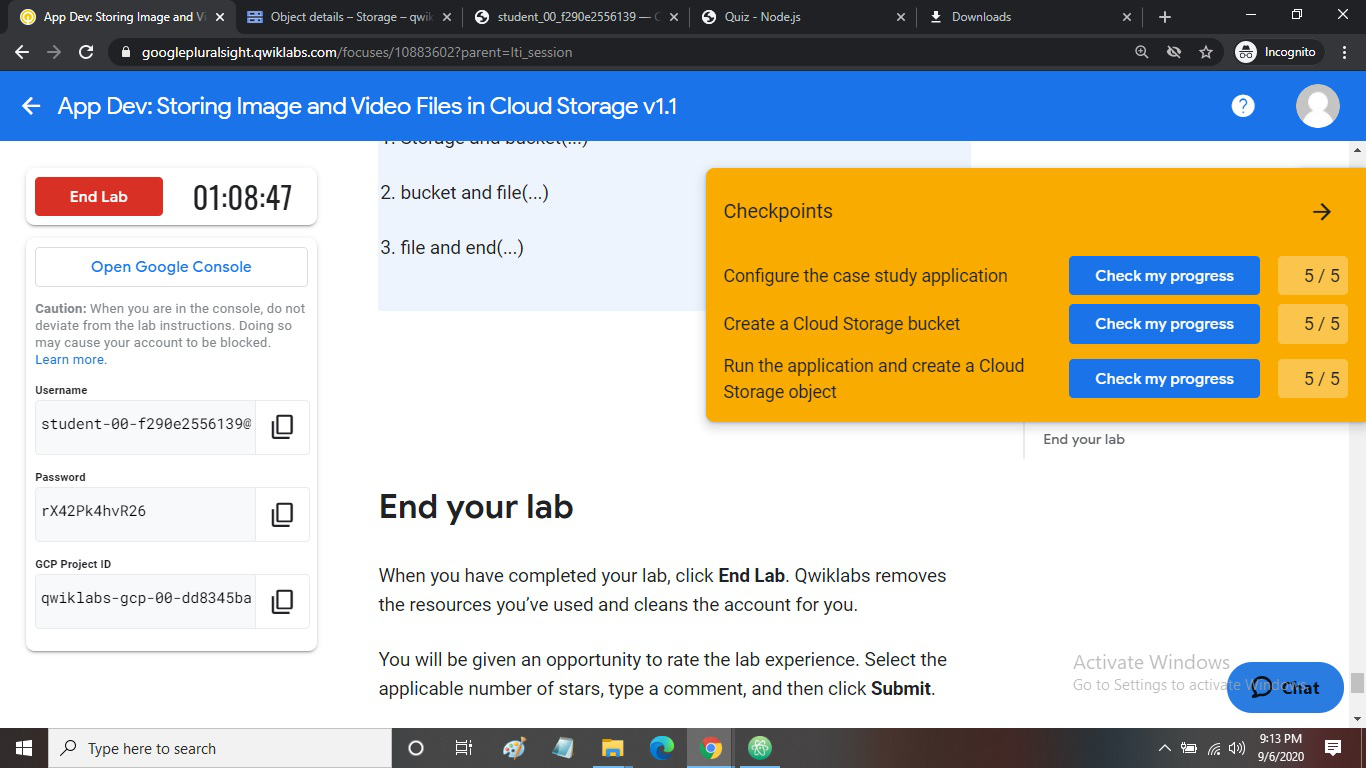 App Dev: Storing Image and Vi
Object details – Storage – qwik
student_00_f290e2556139 — C
Quiz - Node.js
Downloads
googlepluralsight.qwiklabs.com/focuses/10883602?parent=lti_session
Incognito
App Dev: Storing Image and Video Files in Cloud Storage v1.1
?
End Lab
01:08:47
Open Google Console
Caution: When you are in the console, do not
deviate from the lab instructions. Doing so
may cause your account to be blocked.
Learn more.
Username
student-00-f290e2556139@
Password
rX42Pk4hvR26
GCP Project ID
qwiklabs-gcp-00-dd8345ba
1. Storage and bucket(...)
2. bucket and file(...)
3. file and end(...)
Checkpoints
Configure the case study application
Check my progress
5 / 5
Create a Cloud Storage bucket
Check my progress
5 / 5
Run the application and create a Cloud
Storage object
Check my progress
5 / 5
End your lab
End your lab
When you have completed your lab, click End Lab. Qwiklabs removes
the resources you’ve used and cleans the account for you.
You will be given an opportunity to rate the lab experience. Select the
applicable number of stars, type a comment, and then click Submit.
Activate Windows
Go to Settings to activate Windows.
Chat
Type here to search
9:13 PM
9/6/2020